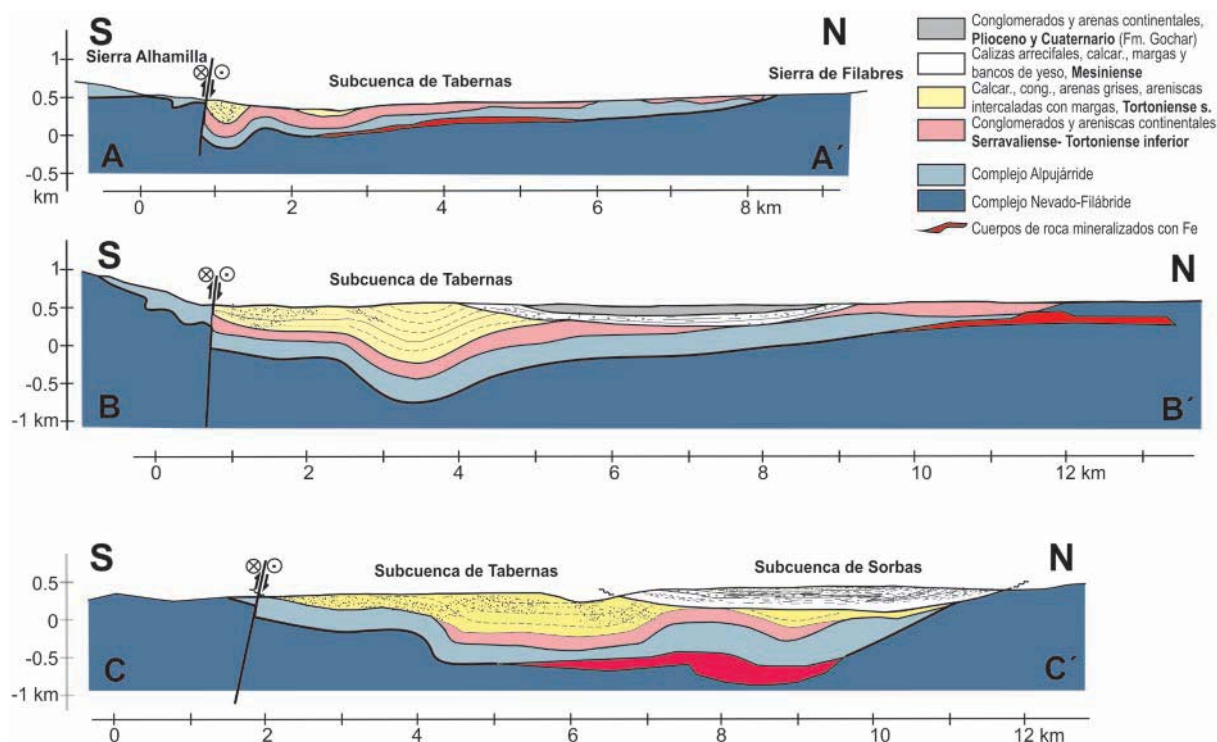 S
N
Sierra Alhamilla
Subcuenca de Tabernas
Sierra de Filabres
1
0.5
0
-0.5
km
A
A´
0
2
4
6
8 km
Conglomerados y arenas continentales,
Plioceno y Cuaternario (Fm. Gochar)
Calizas arrecifales, calcar., margas y
bancos de yeso, Mesiniense
Calcar., cong., arenas grises, areniscas
intercaladas con margas, Tortoniense s.
Conglomerados y areniscas continentales
Serravaliense- Tortoniense inferior
Complejo Alpujárride
Complejo Nevado-Filábride
Cuerpos de roca mineralizados con Fe
S
N
Subcuenca de Tabernas
1
0.5
0
-0.5
-1 km
B
B´
0
2
4
6
8
10
12 km
S
N
Subcuenca de Tabernas
Subcuenca de Sorbas
0.5
0
-0.5
-1 km
C
C´
0
2
4
6
8
10
12 km